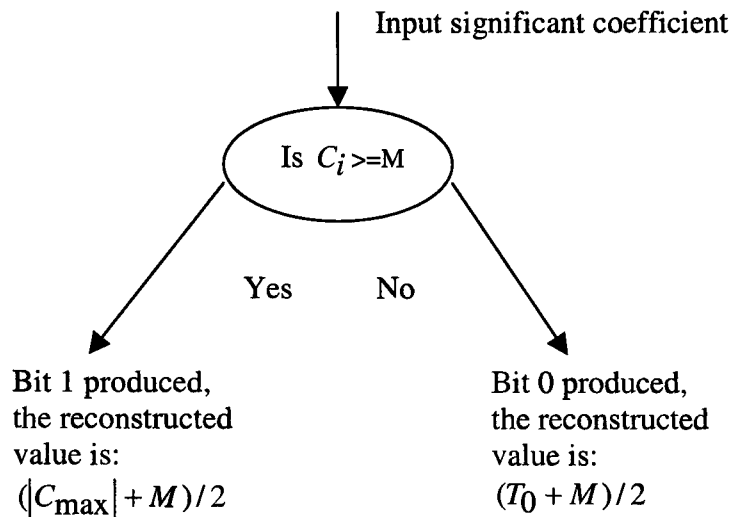 Input significant coefficient
Is C_i >=M
Yes No
Bit 1 produced,
the reconstructed
value is:
(|C_max| + M)/2
Bit 0 produced,
the reconstructed
value is:
(T_0 + M)/2